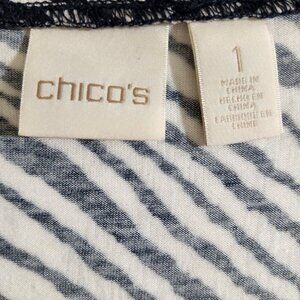 chico's
1
MADE IN
CHINA
HECHO EN
CHINA
FABRIQUE EN
CHINE